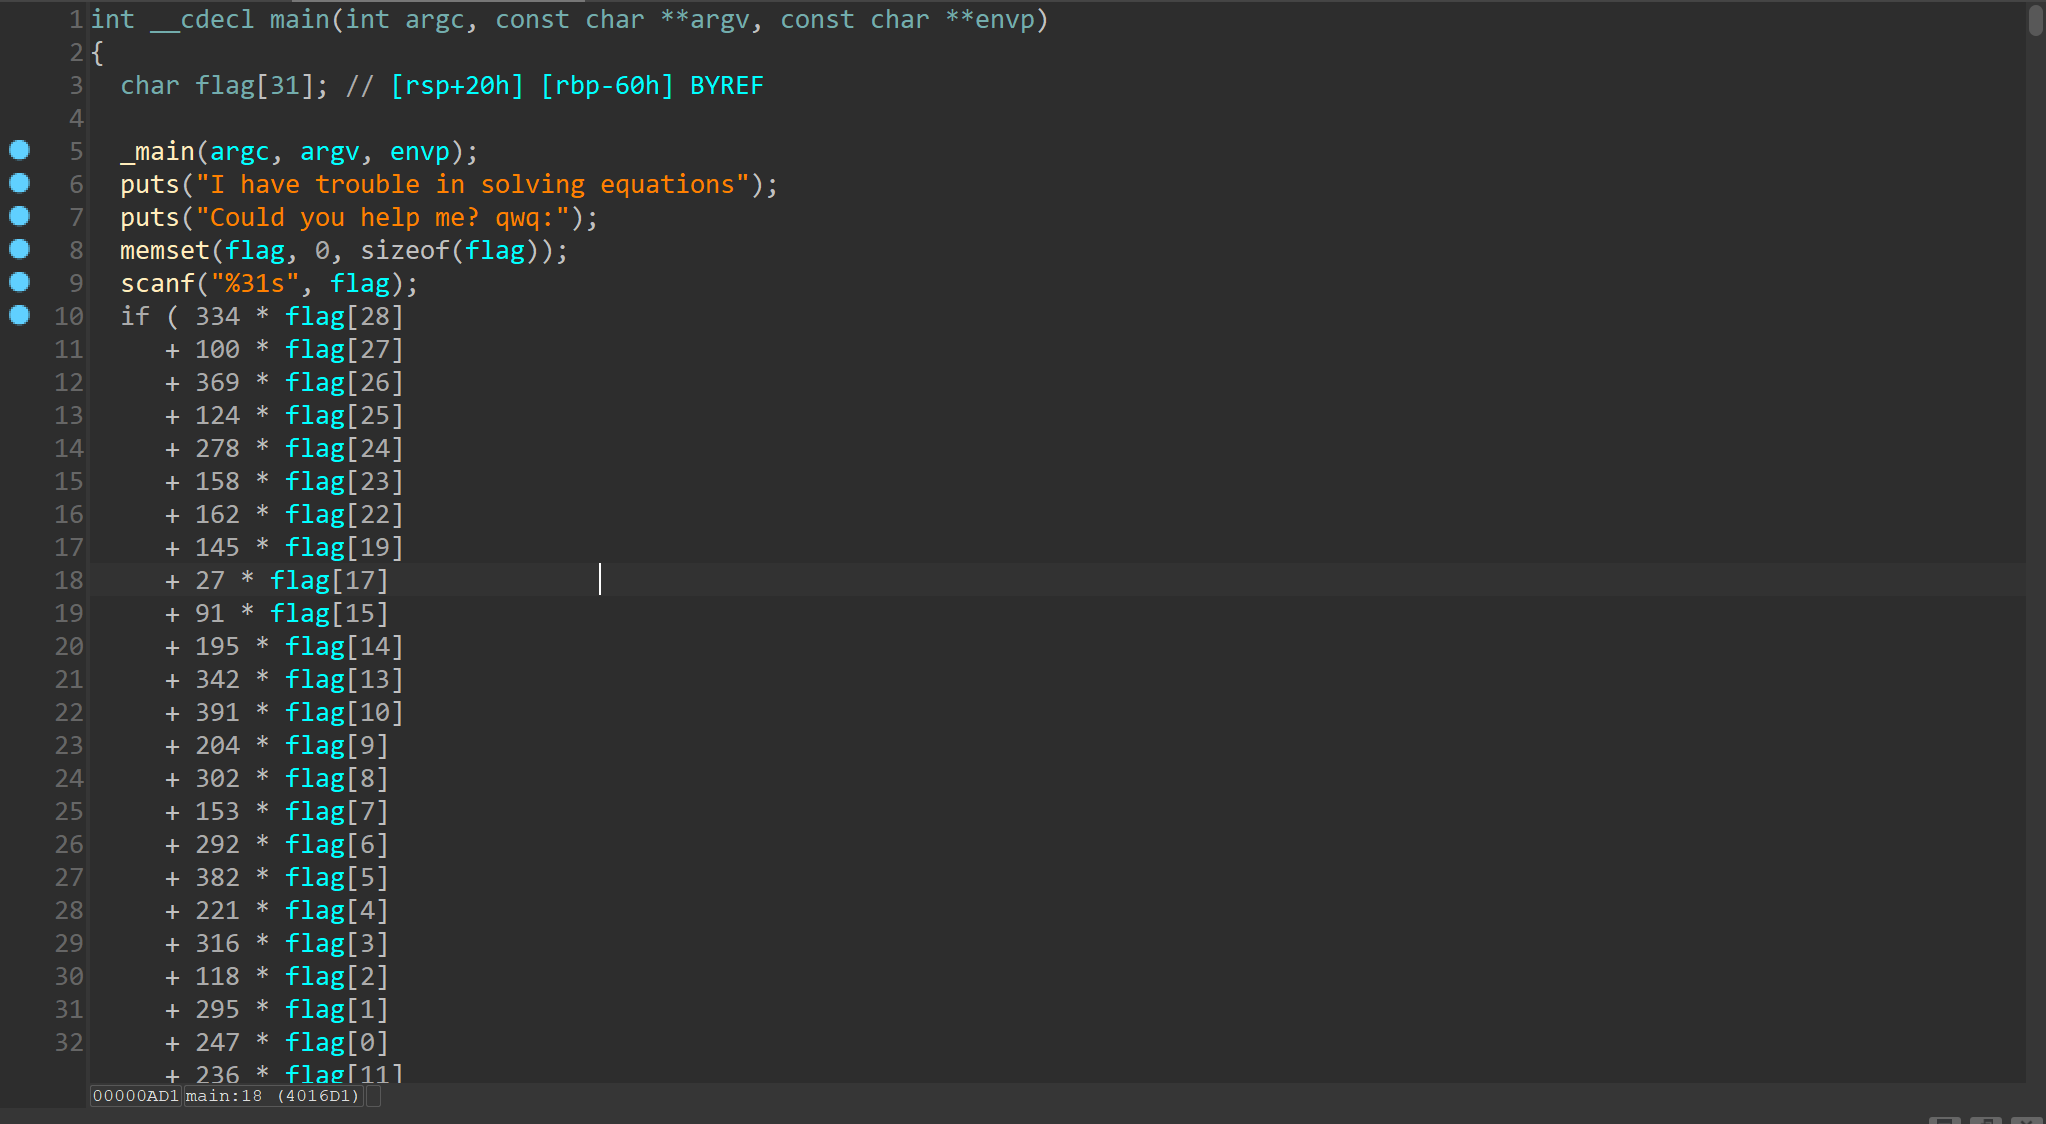 1 int __cdecl main(int argc, const char **argv, const char **envp)
2 {
3 char flag[31]; // [rsp+20h] [rbp-60h] BYREF
4
5 _main(argc, argv, envp);
6 puts("I have trouble in solving equations");
7 puts("Could you help me? qwq:");
8 memset(flag, 0, sizeof(flag));
9 scanf("%31s", flag);
10 if ( 334 * flag[28]
11 + 100 * flag[27]
12 + 369 * flag[26]
13 + 124 * flag[25]
14 + 278 * flag[24]
15 + 158 * flag[23]
16 + 162 * flag[22]
17 + 145 * flag[19]
18 + 27 * flag[17]
19 + 91 * flag[15]
20 + 195 * flag[14]
21 + 342 * flag[13]
22 + 391 * flag[10]
23 + 204 * flag[9]
24 + 302 * flag[8]
25 + 153 * flag[7]
26 + 292 * flag[6]
27 + 382 * flag[5]
28 + 221 * flag[4]
29 + 316 * flag[3]
30 + 118 * flag[2]
31 + 295 * flag[1]
32 + 247 * flag[0]
+ 236 * flag[11]
00000AD1 main:18 (4016D1)